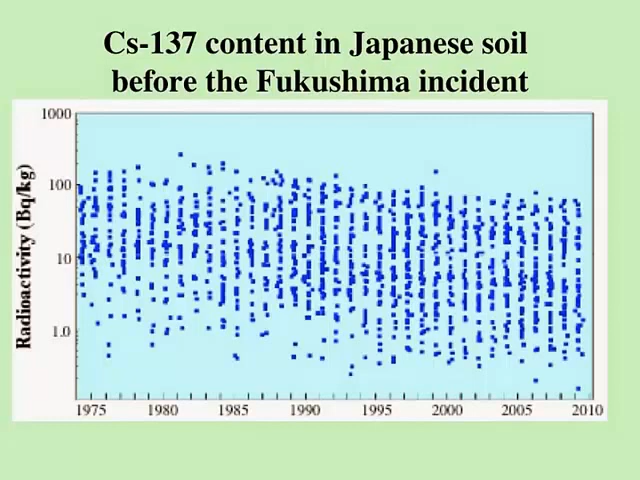 Cs-137 content in Japanese soil
before the Fukushima incident
Radioactivity (Bq/kg)
1000
100
10
1.0
1975 1980 1985 1990 1995 2000 2005 2010